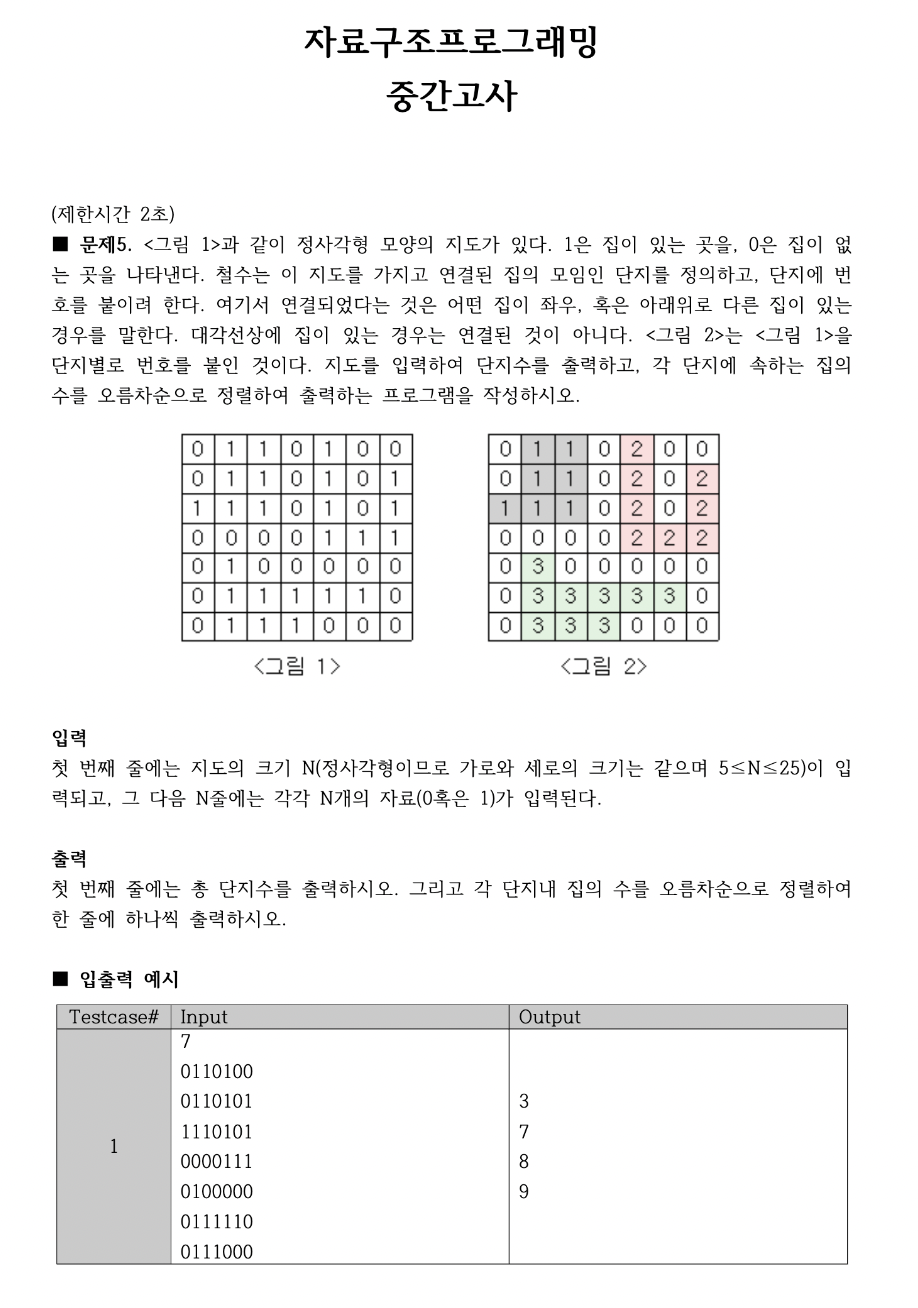 자료구조프로그래밍
중간고사
(제한시간 2초)
■ 문제5. <그림 1>과 같이 정사각형 모양의 지도가 있다. 1은 집이 있는 곳을, 0은 집이 없
는 곳을 나타낸다. 철수는 이 지도를 가지고 연결된 집의 모임인 단지를 정의하고, 단지에 번
호를 붙이려 한다. 여기서 연결되었다는 것은 어떤 집이 좌우, 혹은 아래위로 다른 집이 있는
경우를 말한다. 대각선상에 집이 있는 경우는 연결된 것이 아니다. <그림 2>는 <그림 1>을
단지별로 번호를 붙인 것이다. 지도를 입력하여 단지수를 출력하고, 각 단지에 속하는 집의
수를 오름차순으로 정렬하여 출력하는 프로그램을 작성하시오.
0 1 1 0 1 0 0
0 1 1 0 1 0 1
1 1 1 0 1 0 1
0 0 0 0 1 1 1
0 1 0 0 0 0 0
0 1 1 1 1 1 0
0 1 1 1 0 0 0
<그림 1>
0 1 1 0 2 0 0
0 1 1 0 2 0 2
1 1 1 0 2 0 2
0 0 0 0 2 2 2
0 3 0 0 0 0 0
0 3 3 3 3 3 0
0 3 3 3 0 0 0
<그림 2>
입력
첫 번째 줄에는 지도의 크기 N(정사각형이므로 가로와 세로의 크기는 같으며 5≤N≤25)이 입
력되고, 그 다음 N줄에는 각각 N개의 자료(0혹은 1)가 입력된다.
출력
첫 번째 줄에는 총 단지수를 출력하시오. 그리고 각 단지내 집의 수를 오름차순으로 정렬하여
한 줄에 하나씩 출력하시오.
■ 입출력 예시
Testcase# Input Output
1
7
0110100
0110101
1110101
0000111
0100000
0111110
0111000
3
7
8
9